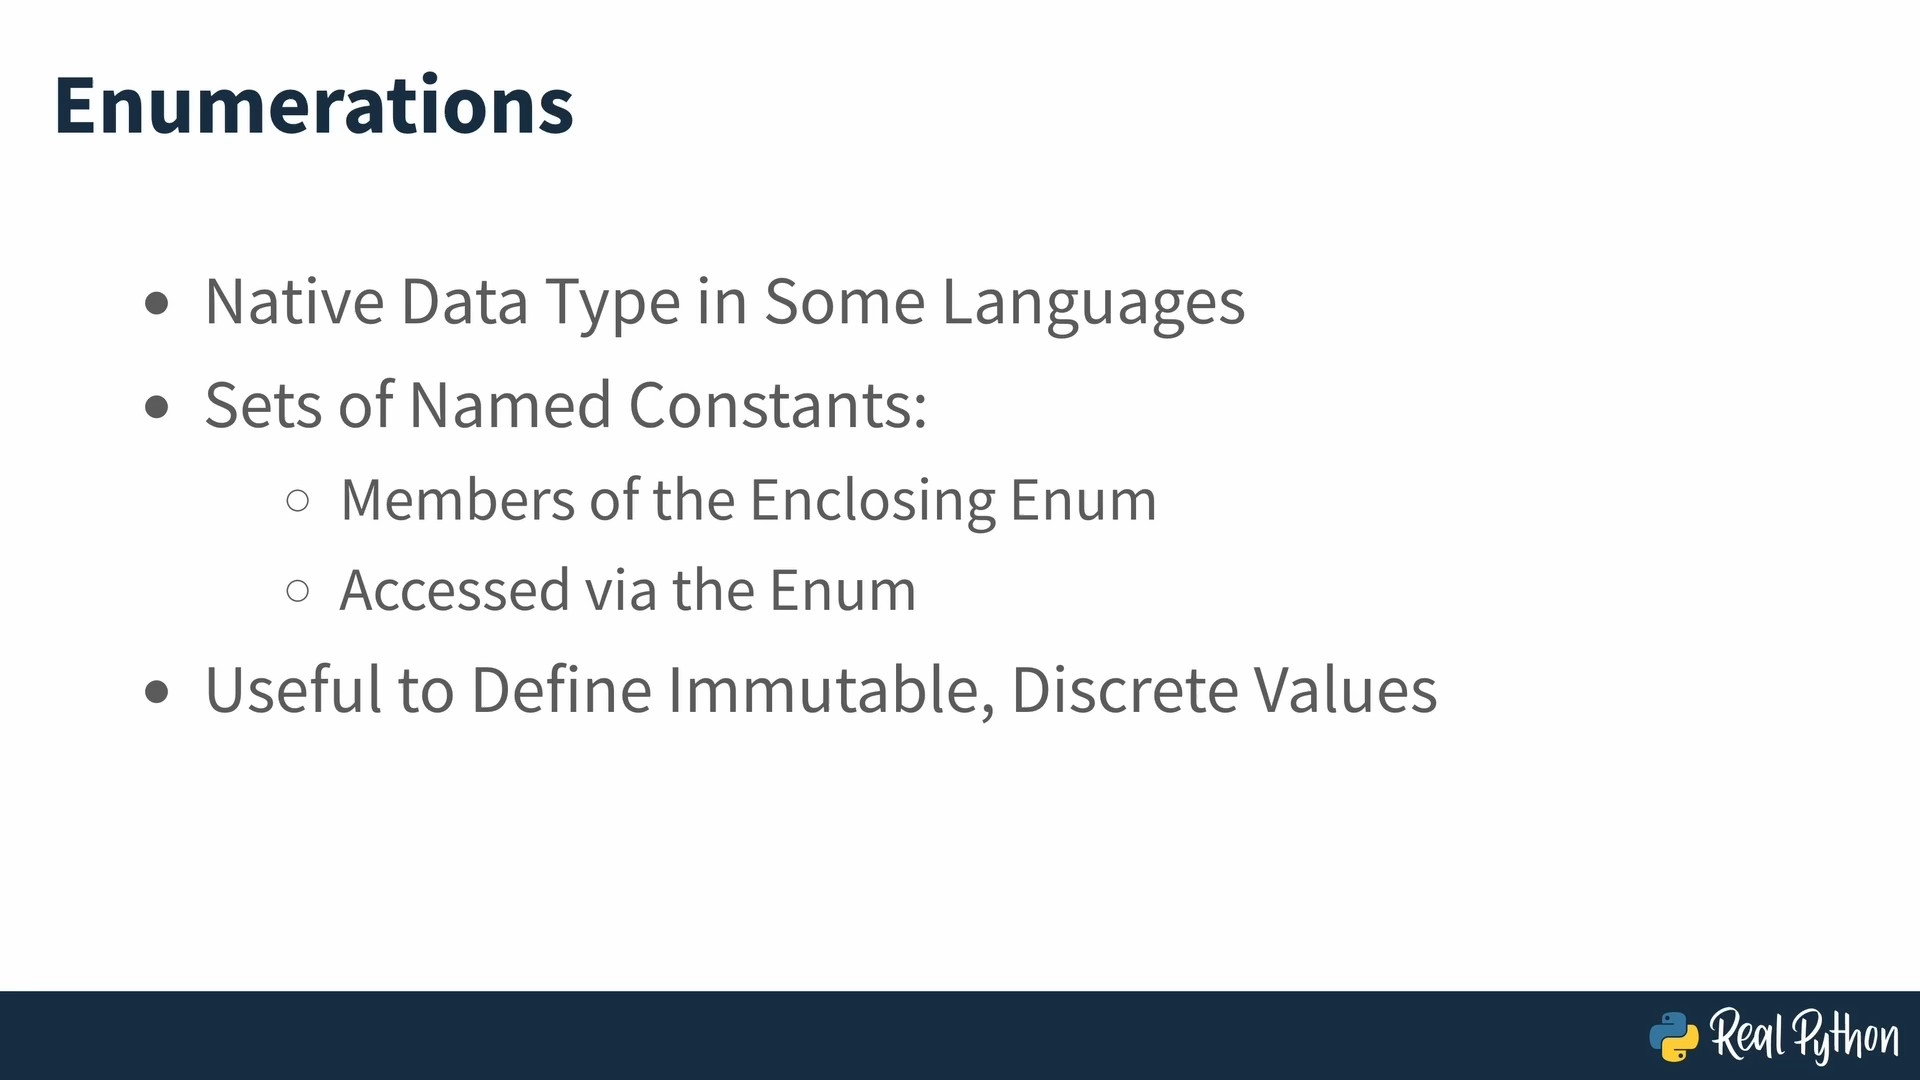 Enumerations
• Native Data Type in Some Languages
• Sets of Named Constants:
○ Members of the Enclosing Enum
○ Accessed via the Enum
• Useful to Define Immutable, Discrete Values
Real Python